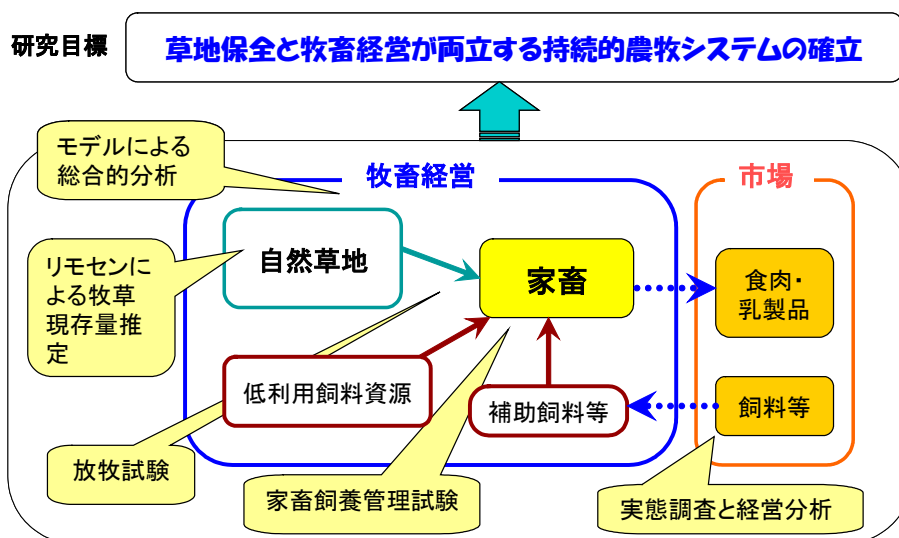 研究目標
草地保全と牧畜経営が両立する持続的農牧システムの確立
モデルによる
総合的分析
牧畜経営
市場
自然草地
リモセンに
よる牧草
現存量推
定
家畜
食肉・
乳製品
低利用飼料資源
補助飼料等
飼料等
放牧試験
家畜飼養管理試験
実態調査と経営分析